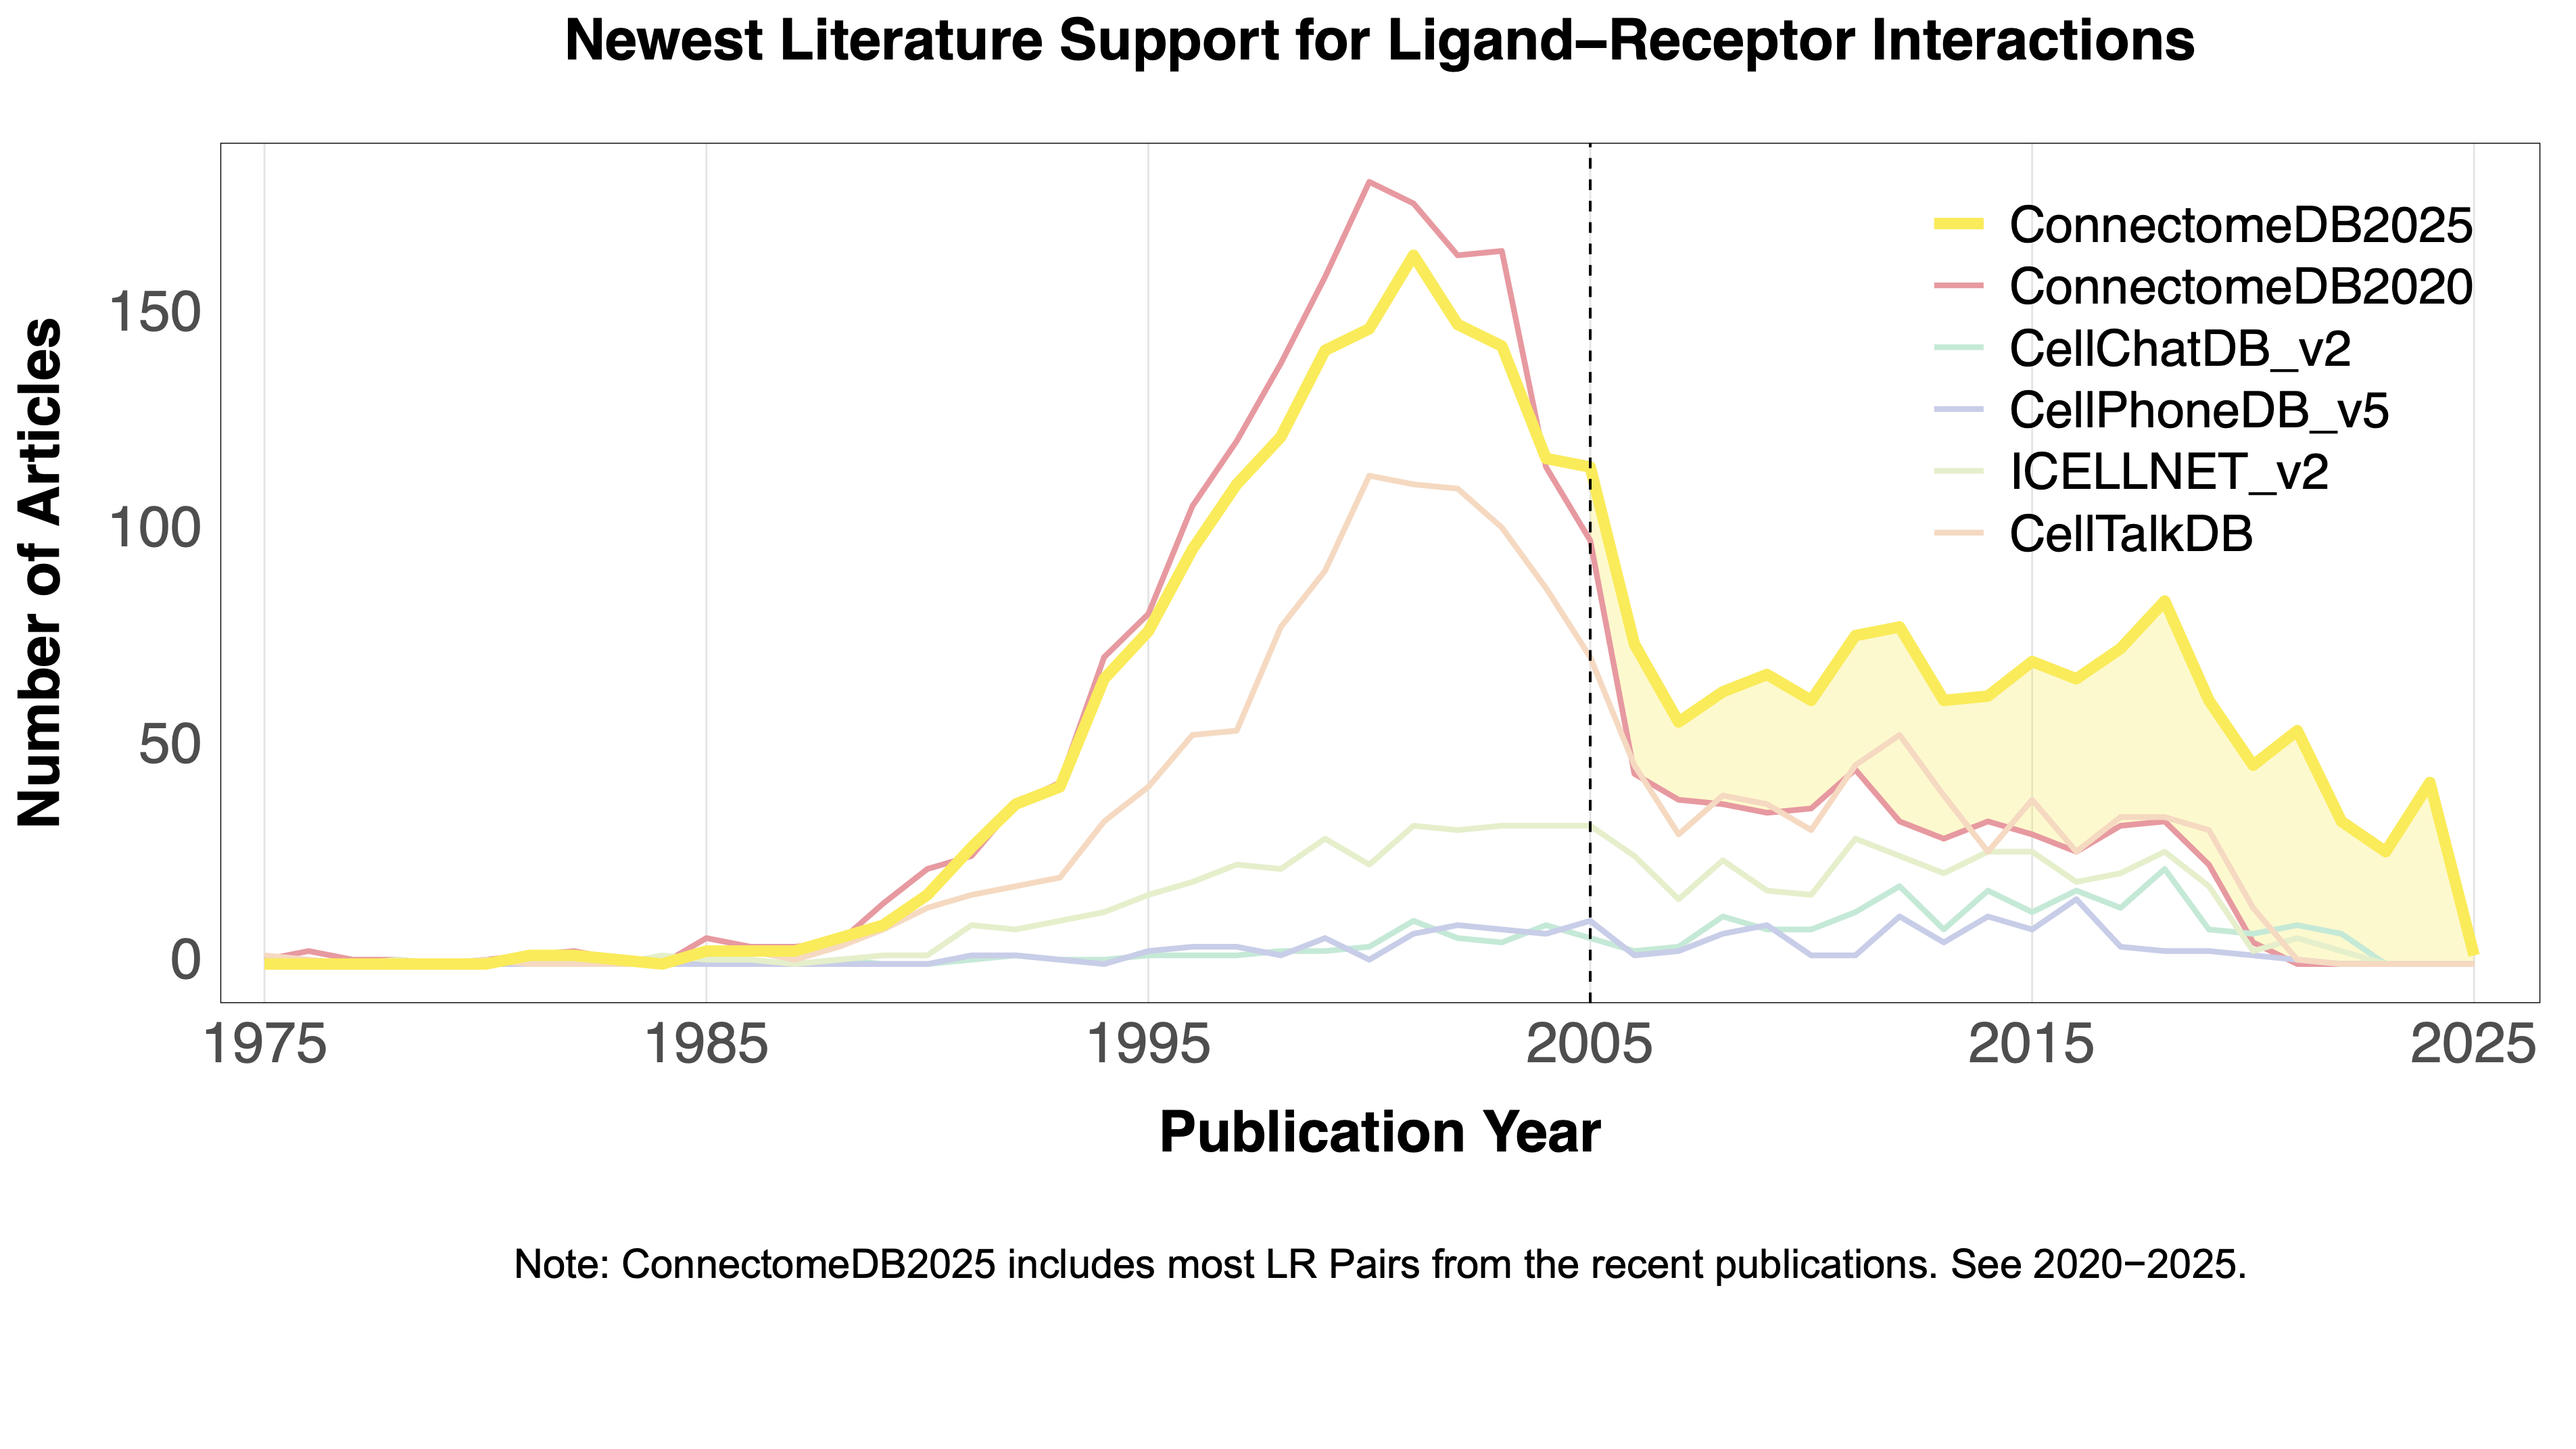 Newest Literature Support for Ligand–Receptor Interactions
Number of Articles
150
100
50
0
ConnectomeDB2025
ConnectomeDB2020
CellChatDB_v2
CellPhoneDB_v5
ICELLNET_v2
CellTalkDB
1975 1985 1995 2005 2015 2025
Publication Year
Note: ConnectomeDB2025 includes most LR Pairs from the recent publications. See 2020−2025.